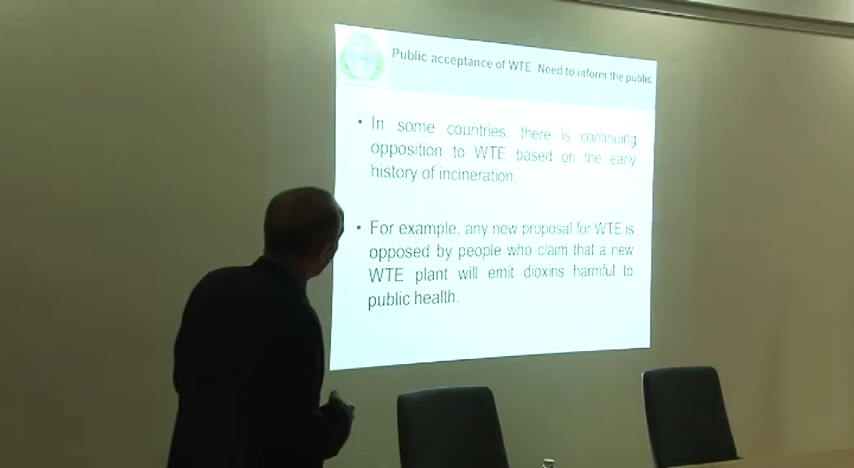 Public acceptance of WTE: Need to inform the public
• In some countries, there is continuing
opposition to WTE based on the early
history of incineration.
• For example, any new proposal for WTE is
opposed by people who claim that a new
WTE plant will emit dioxins harmful to
public health.